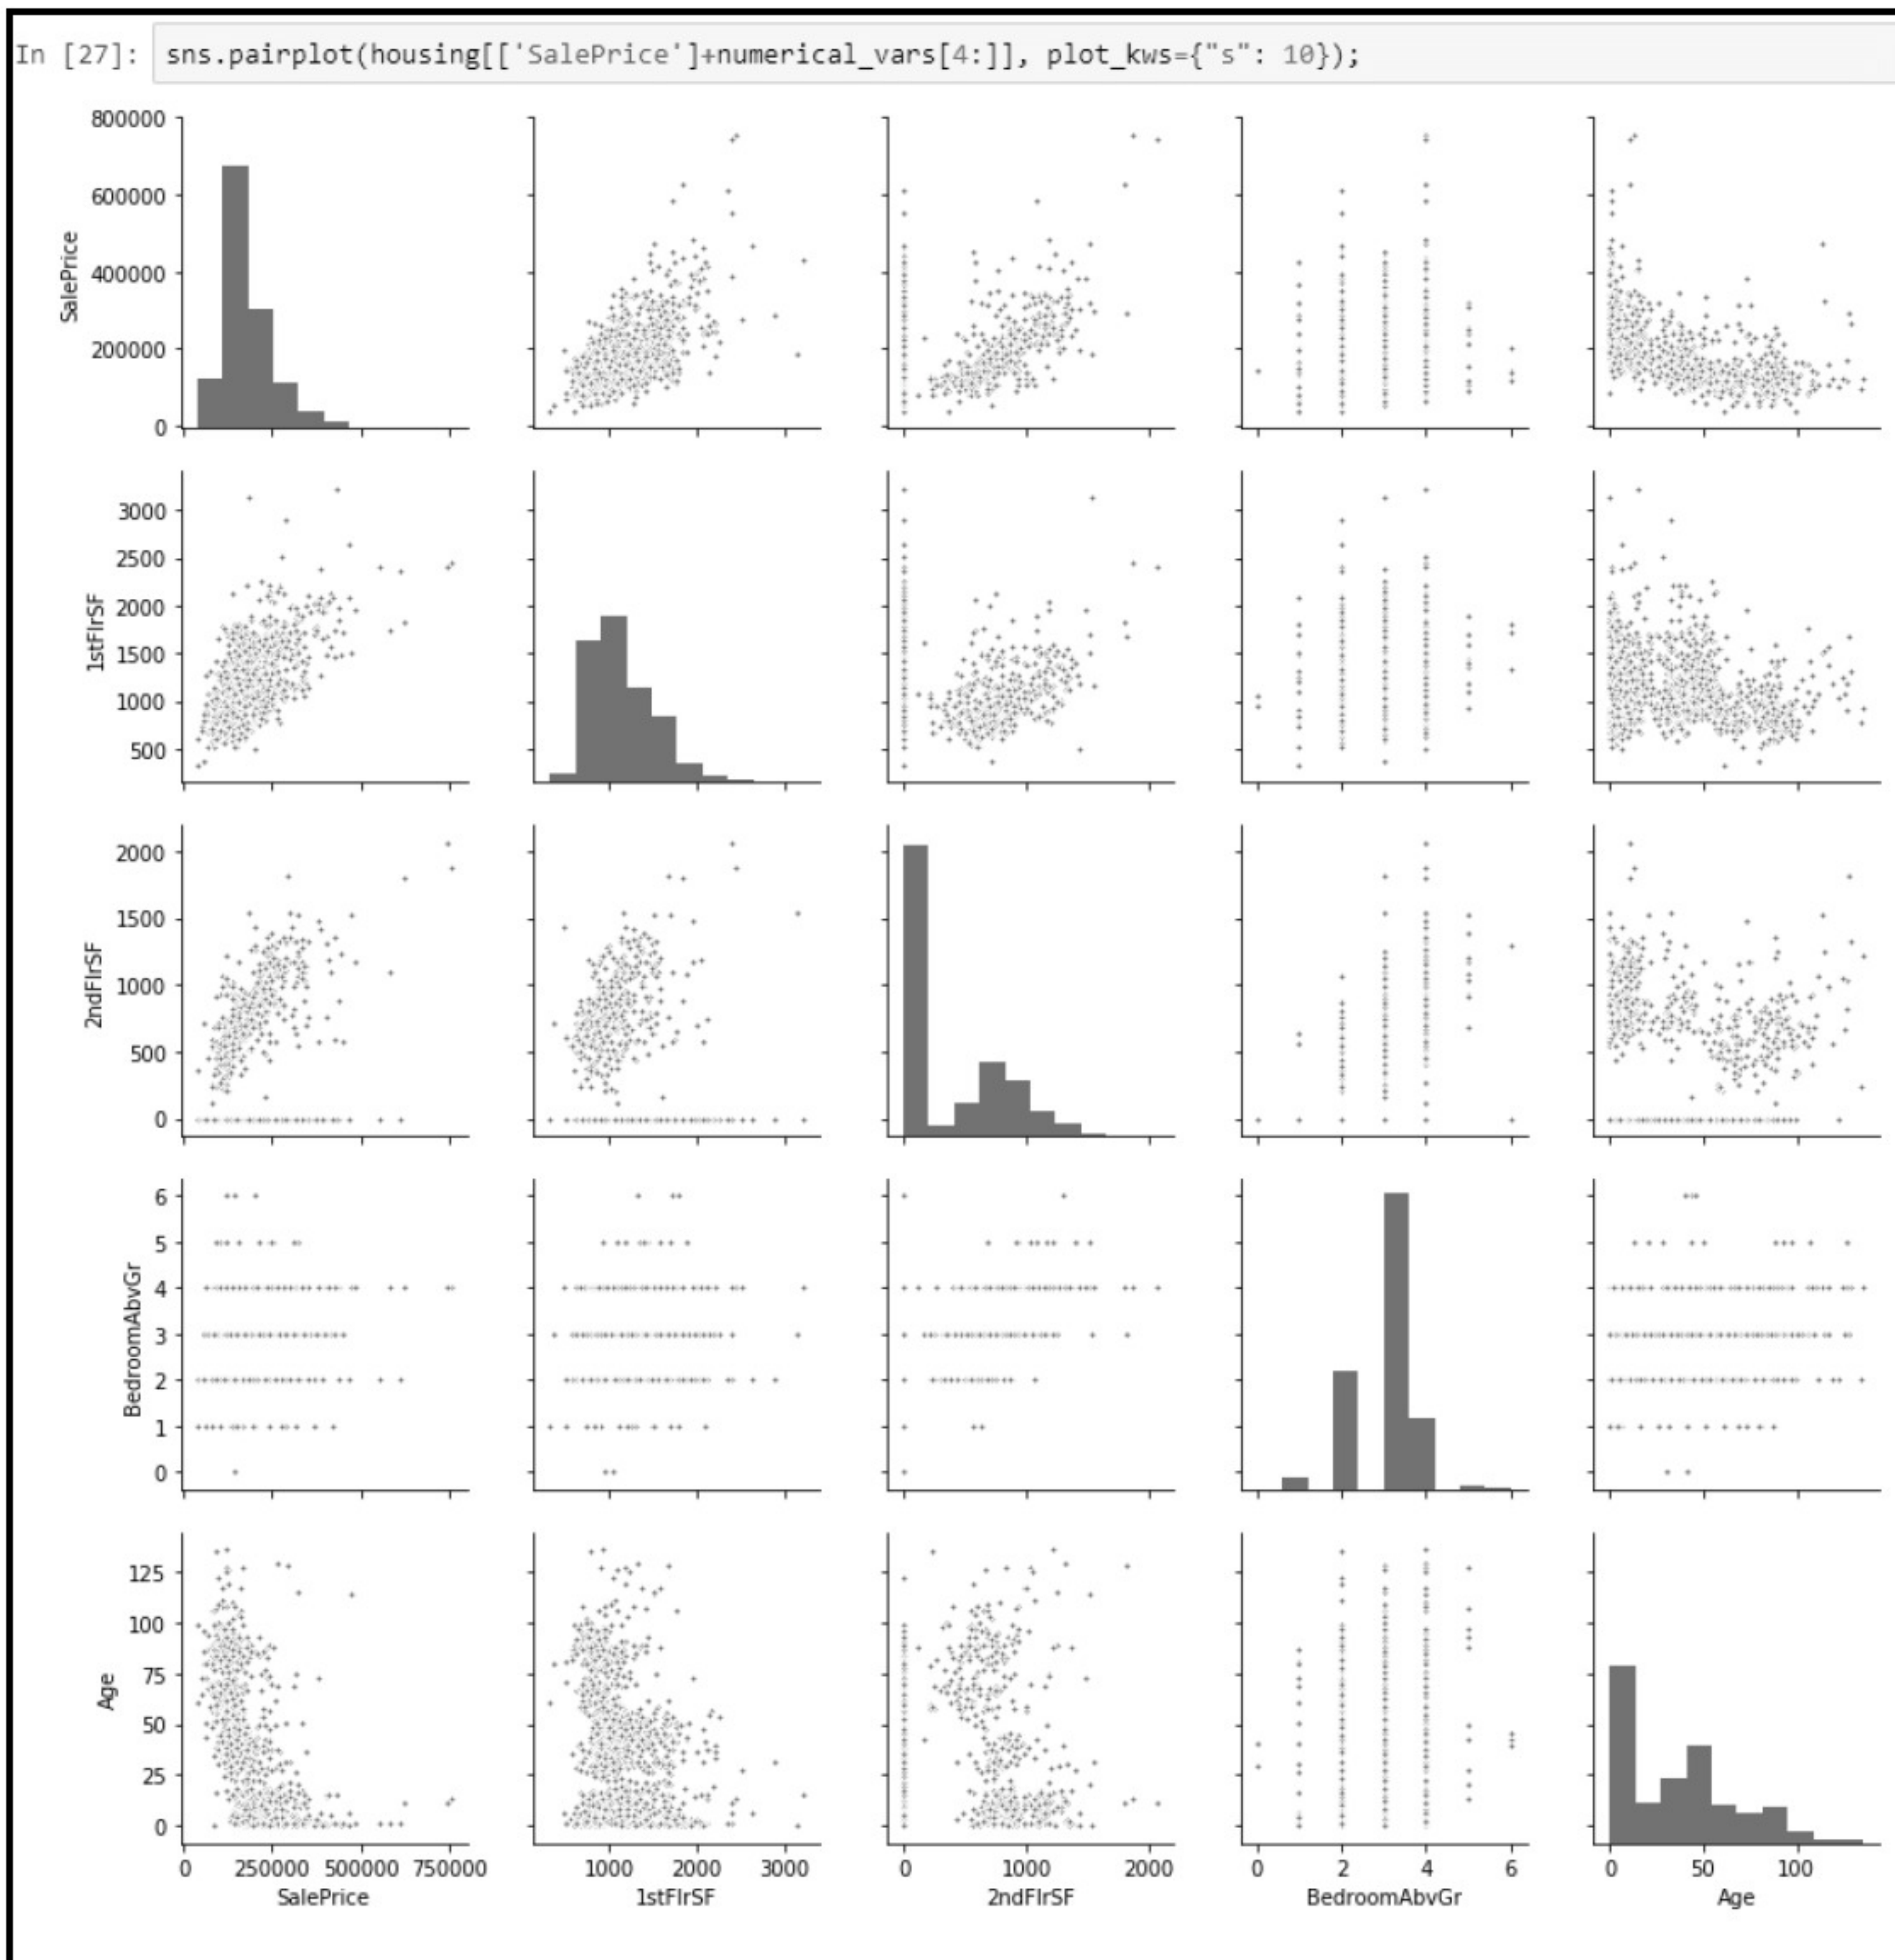 In [27]: sns.pairplot(housing[['SalePrice']+numerical_vars[4:]], plot_kws={"s": 10});
800000
600000
400000
200000
0
SalePrice
3000
2500
2000
1500
1000
500
1stFlrSF
2000
1500
1000
500
0
2ndFlrSF
6
5
4
3
2
1
0
BedroomAbvGr
125
100
75
50
25
0
Age
0 250000 500000 750000
SalePrice
1000 2000 3000
1stFlrSF
0 1000 2000
2ndFlrSF
0 2 4 6
BedroomAbvGr
0 50 100
Age